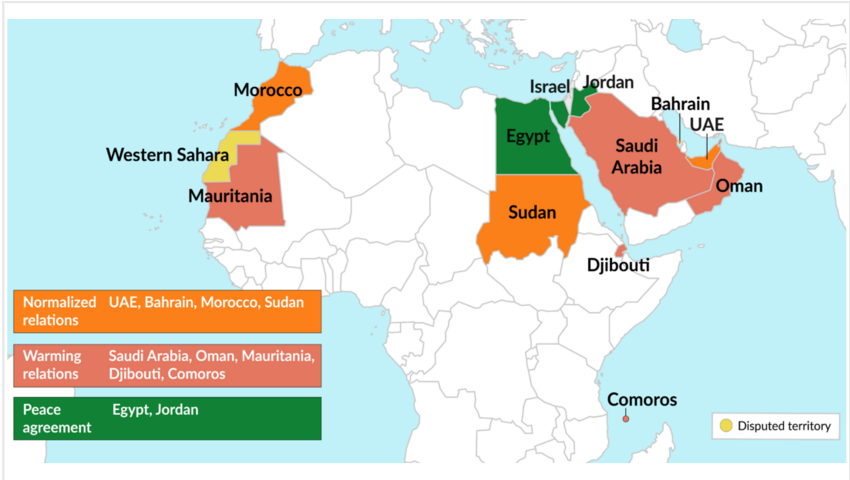 Morocco
Israel
Jordan
Bahrain
UAE
Egypt
Saudi
Arabia
Western Sahara
Mauritania
Oman
Sudan
Djibouti
Normalized UAE, Bahrain, Morocco, Sudan
relations
Warming Saudi Arabia, Oman, Mauritania,
relations Djibouti, Comoros
Peace Egypt, Jordan
agreement
Comoros
Disputed territory